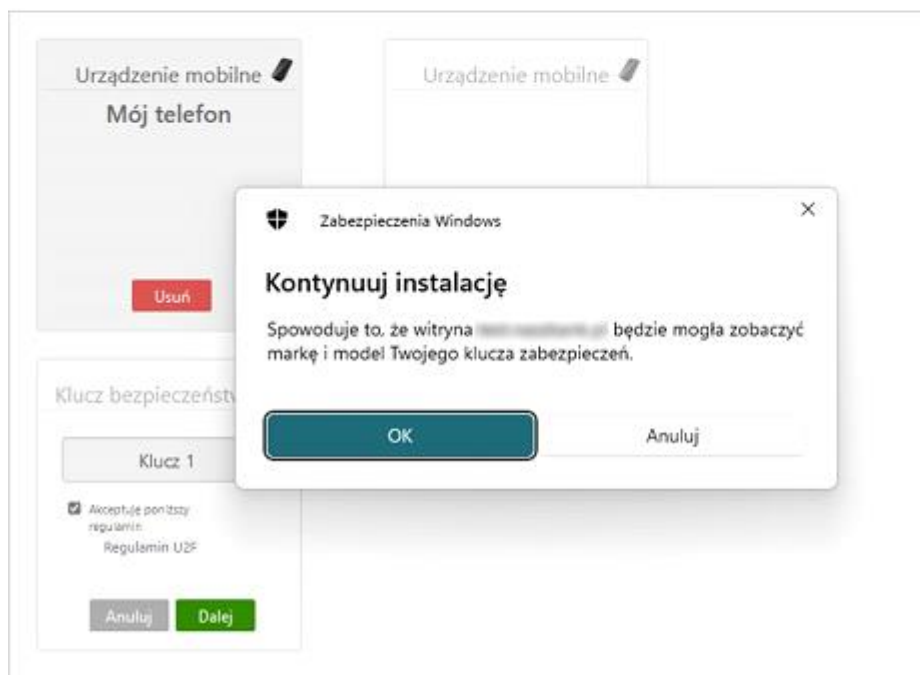 Urządzenie mobilne
Mój telefon
Usuń
Urządzenie mobilne
Zabezpieczenia Windows
Kontynuuj instalację
Spowoduje to, że witryna będzie mogła zobaczyć
markę i model Twojego klucza zabezpieczeń.
OK
Anuluj
Klucz bezpieczeństw
Klucz 1
Akceptuję poniższy
regulamin
Regulamin U2F
Anuluj
Dalej